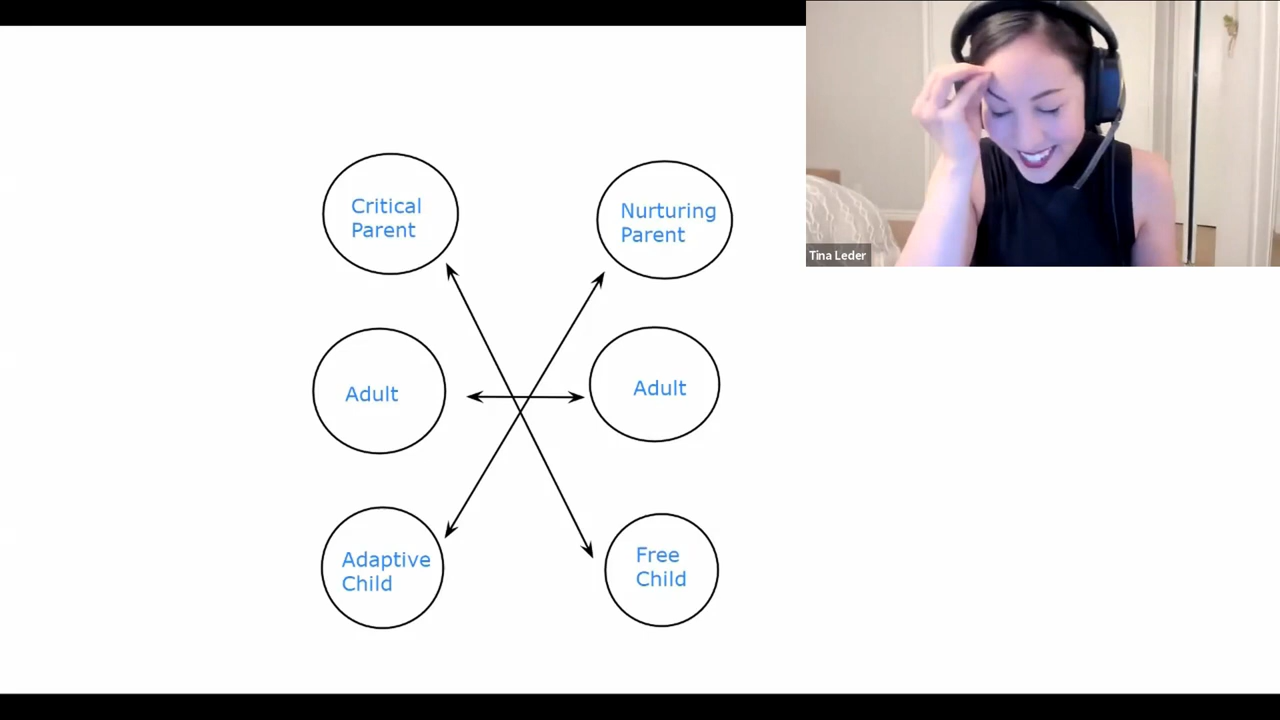 Critical
Parent
Nurturing
Parent
Adult
Adult
Adaptive
Child
Free
Child
Tina Leder